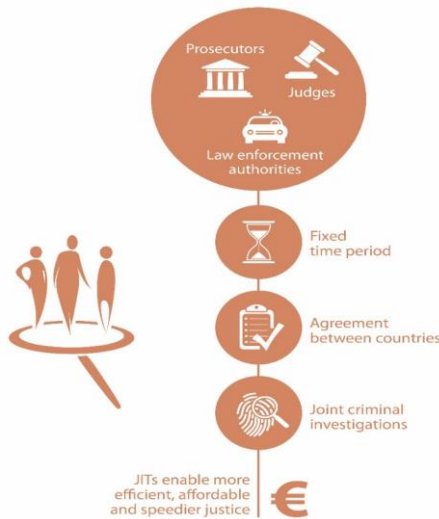 Prosecutors
Judges
Law enforcement
authorities
Fixed
time period
Agreement
between countries
Joint criminal
investigations
JITs enable more
efficient, affordable
and speedier justice
€